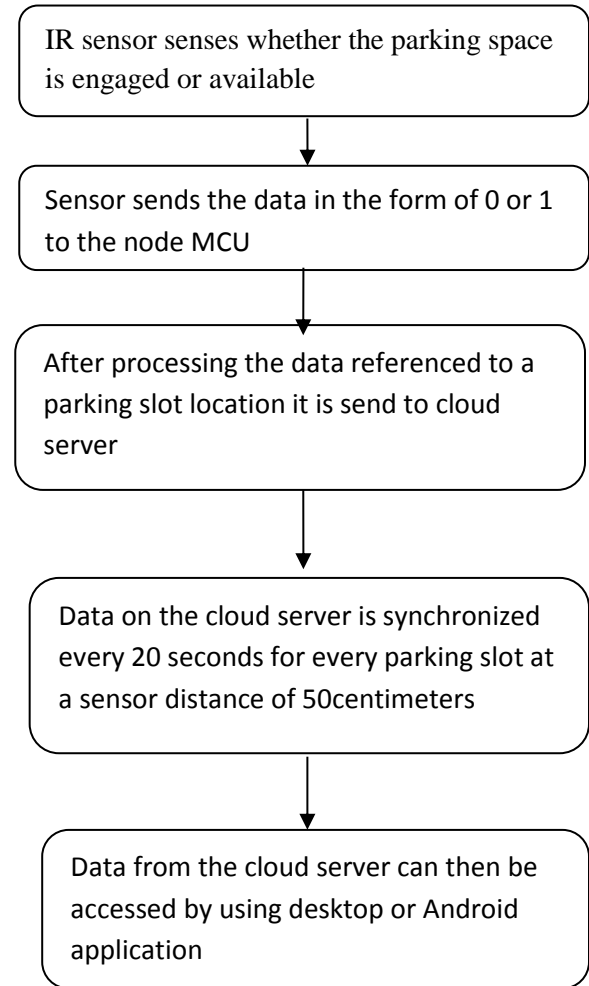 IR sensor senses whether the parking space
is engaged or available
Sensor sends the data in the form of 0 or 1
to the node MCU
After processing the data referenced to a
parking slot location it is send to cloud
server
Data on the cloud server is synchronized
every 20 seconds for every parking slot at
a sensor distance of 50centimeters
Data from the cloud server can then be
accessed by using desktop or Android
application